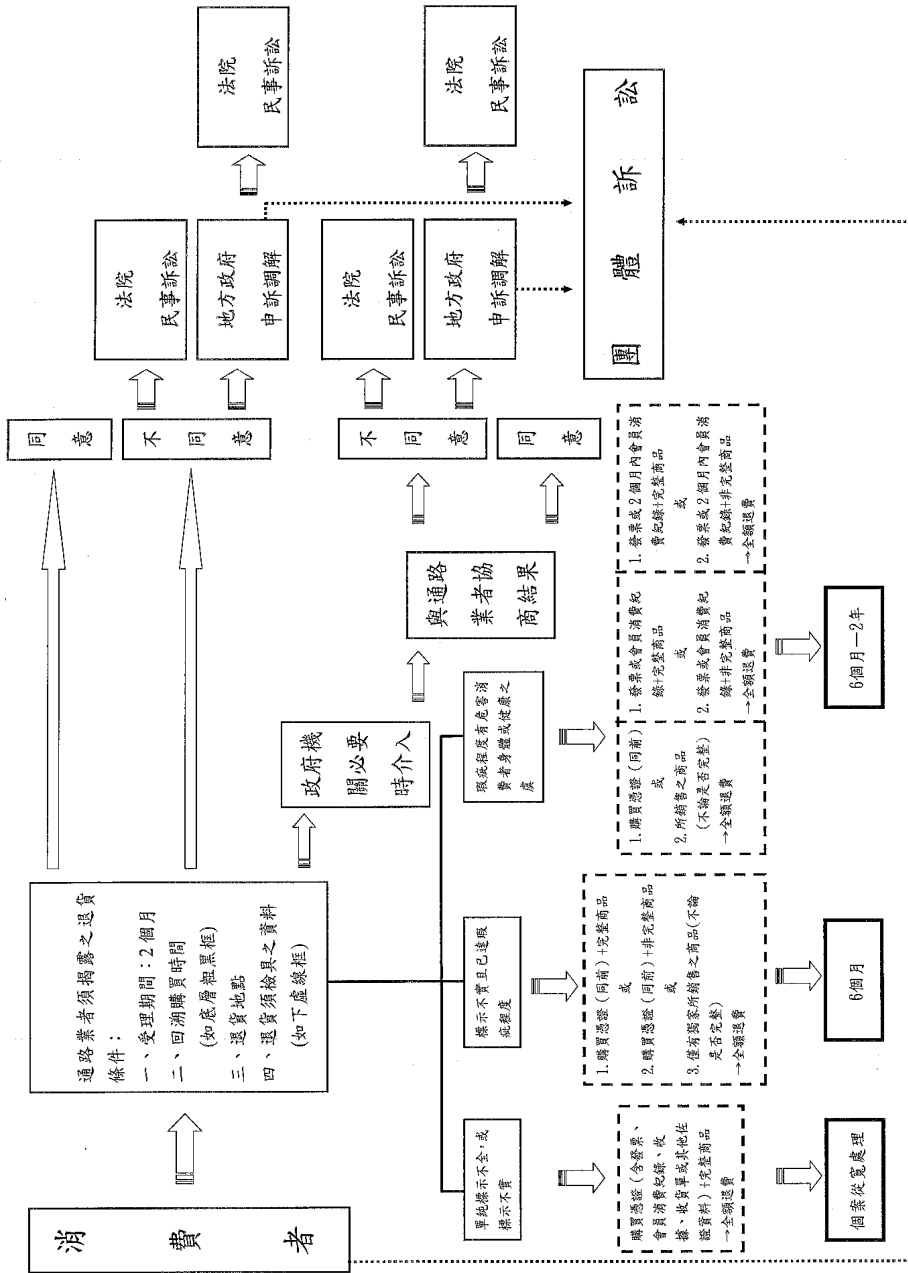 消費者
通路業者須揭露之退貨
條件：
一、受理期間：2個月
二、回溯購買時間
(如底層粗黑框)
三、退貨地點
四、退貨須檢具之資料
(如下虛線框)
同意
不同意
法院
民事訴訟
地方政府
申訴調解
法院
民事訴訟
政府機
關必要
時介入
與通路
業者協
商結果
不同意
同意
法院
民事訴訟
地方政府
申訴調解
法院
民事訴訟
團體訴訟
單純標示不全，或
標示不實
標示不實且已達瑕
疵程度
瑕疵程度有危害消
費者身體或健康之
虞
購買憑證(含發票、
會員消費紀錄、收
據、收貨單或其他佐
證資料)+完整商品
→全額退費
1.購買憑證(同前)+完整商品
或
2.購買憑證(同前)+非完整商品
或
3.僅有獨家所銷售之商品(不論
是否完整)
→全額退費
1.購買憑證(同前)
或
2.所銷售之商品
(不論是否完整)
→全額退費
1. 發票或會員消費紀
錄+完整商品
或
2. 發票或會員消費紀
錄+非完整商品
→全額退費
1. 發票或2個月內會員消
費紀錄+完整商品
或
2. 發票或2個月內會員消
費紀錄+非完整商品
→全額退費
個案從寬處理
6個月
6個月－2年